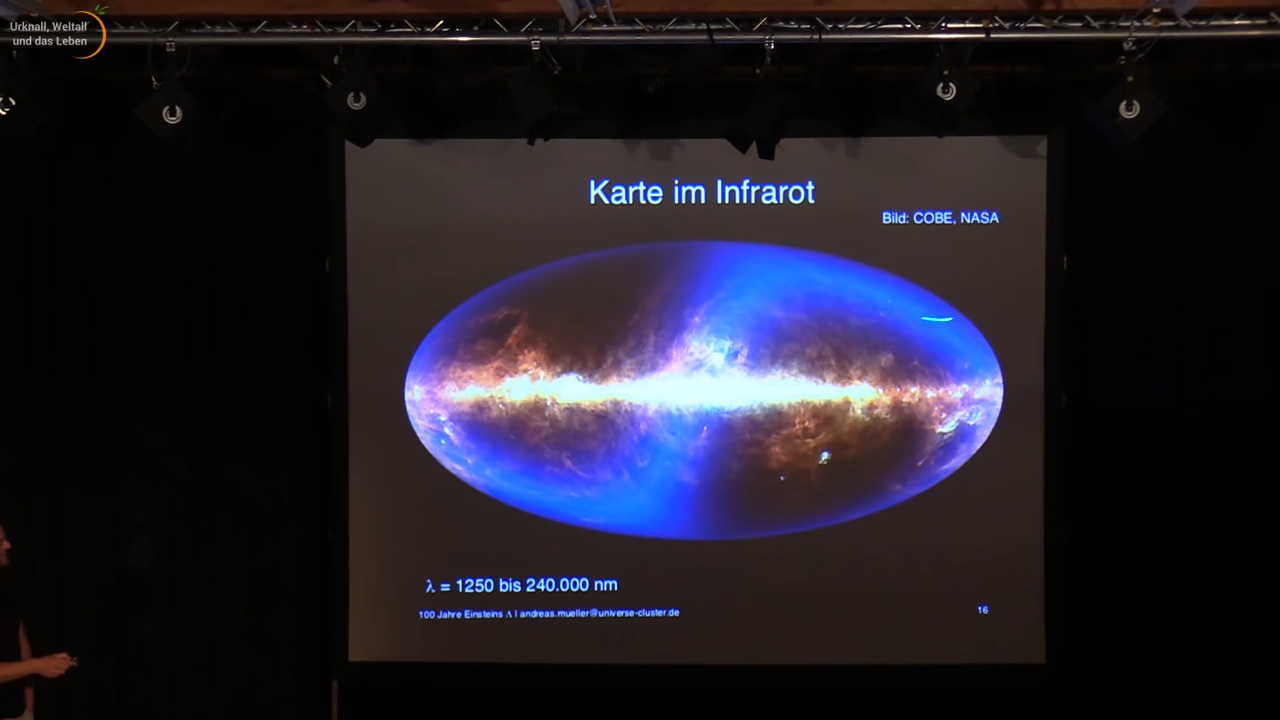 Urknall, Weltall
und das Leben
Karte im Infrarot
Bild: COBE, NASA
λ = 1250 bis 240.000 nm
100 Jahre Einsteins Λ | andreas.mueller@universe-cluster.de
16